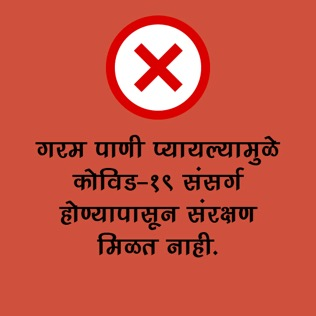 गरम पाणी प्यायल्यामुळे
कोविड-१९ संसर्ग
होण्यापासून संरक्षण
मिळत नाही.